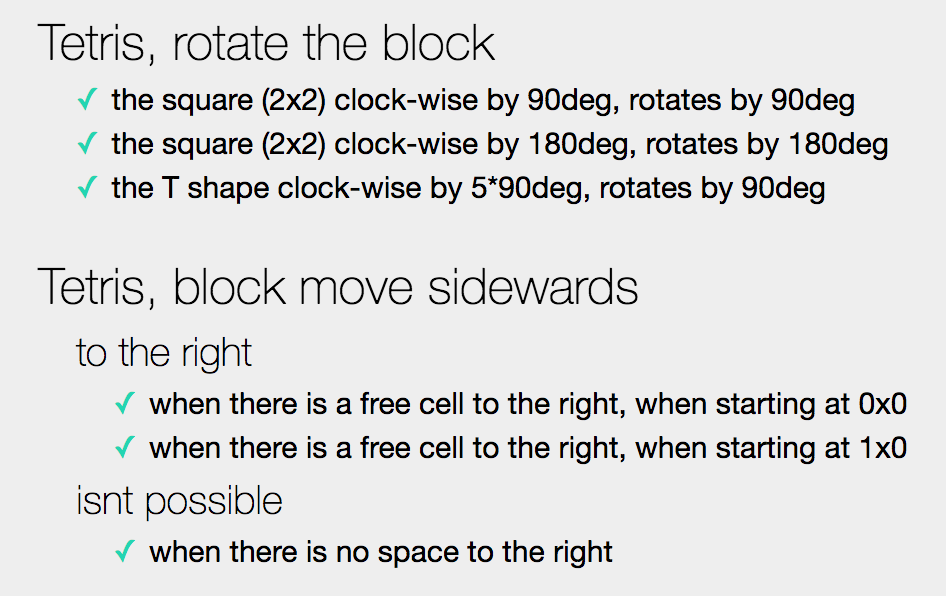 Tetris, rotate the block
✓ the square (2x2) clock-wise by 90deg, rotates by 90deg
✓ the square (2x2) clock-wise by 180deg, rotates by 180deg
✓ the T shape clock-wise by 5*90deg, rotates by 90deg
Tetris, block move sidewards
to the right
✓ when there is a free cell to the right, when starting at 0x0
✓ when there is a free cell to the right, when starting at 1x0
isnt possible
✓ when there is no space to the right